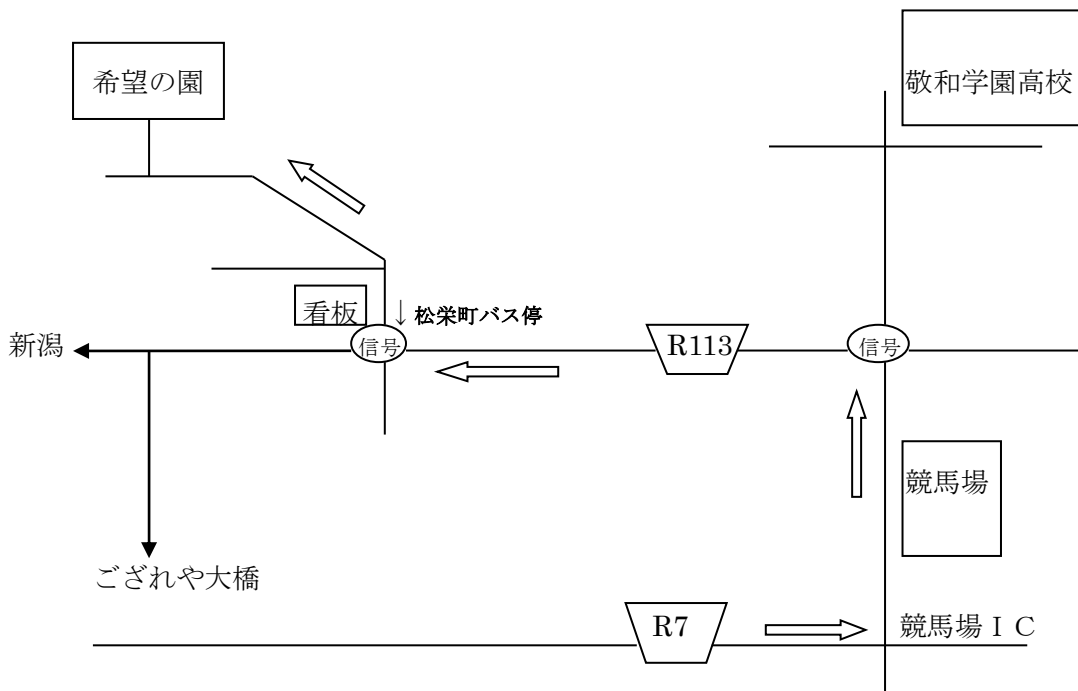 敬和学園高校
希望の園
看板
↓松栄町バス停
新潟
信号
R113
信号
競馬場
ござれや大橋
R7
競馬場ＩＣ